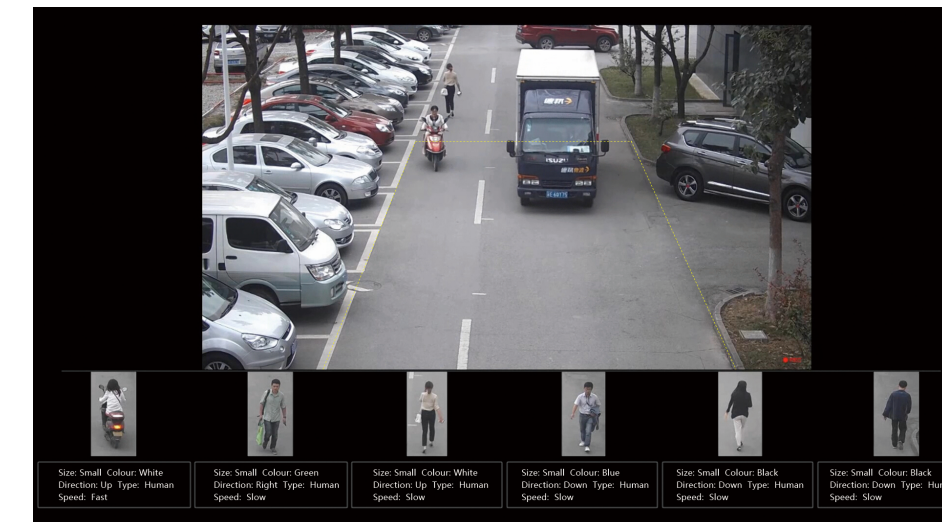 ISUZU
Size: Small Colour: White
Direction: Up Type: Human
Speed: Fast
Size: Small Colour: Green
Direction: Right Type: Human
Speed: Slow
Size: Small Colour: White
Direction: Up Type: Human
Speed: Slow
Size: Small Colour: Blue
Direction: Down Type: Human
Speed: Slow
Size: Small Colour: Black
Direction: Down Type: Human
Speed: Slow
Size: Small Colour: Black
Direction: Down Type: Hum
Speed: Slow